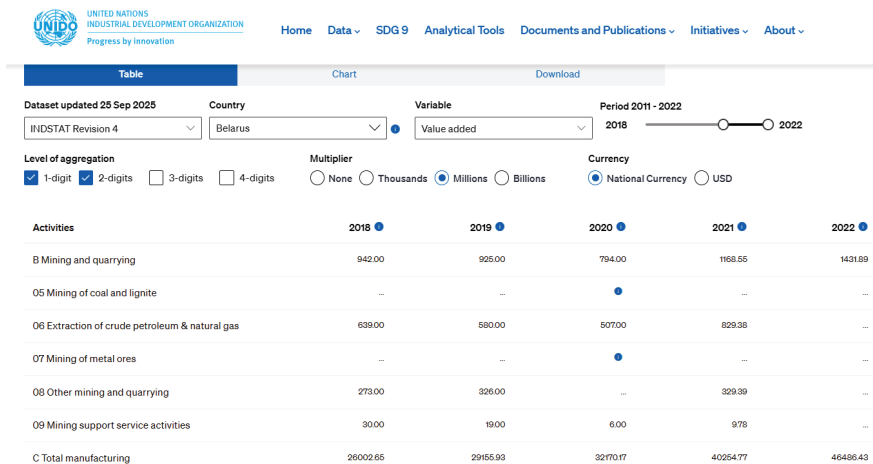 UNITED NATIONS
INDUSTRIAL DEVELOPMENT ORGANIZATION
Progress by innovation
UNIDO
Home Data SDG 9 Analytical Tools Documents and Publications Initiatives About
Table Chart Download
Dataset updated 25 Sep 2025 Country Variable Period 2011 - 2022
INDSTAT Revision 4 Belarus Value added 2018 2022
Level of aggregation Multiplier Currency
1-digit 2-digits 3-digits 4-digits None Thousands Millions Billions National Currency USD
Activities 2018 2019 2020 2021 2022
B Mining and quarrying 942.00 925.00 794.00 1168.55 1431.89
05 Mining of coal and lignite ... ... ... ...
06 Extraction of crude petroleum & natural gas 639.00 580.00 507.00 829.38 ...
07 Mining of metal ores ... ... ... ...
08 Other mining and quarrying 273.00 326.00 ... 329.39 ...
09 Mining support service activities 30.00 19.00 6.00 9.78 ...
C Total manufacturing 26002.65 29155.93 32170.17 40254.77 46486.43